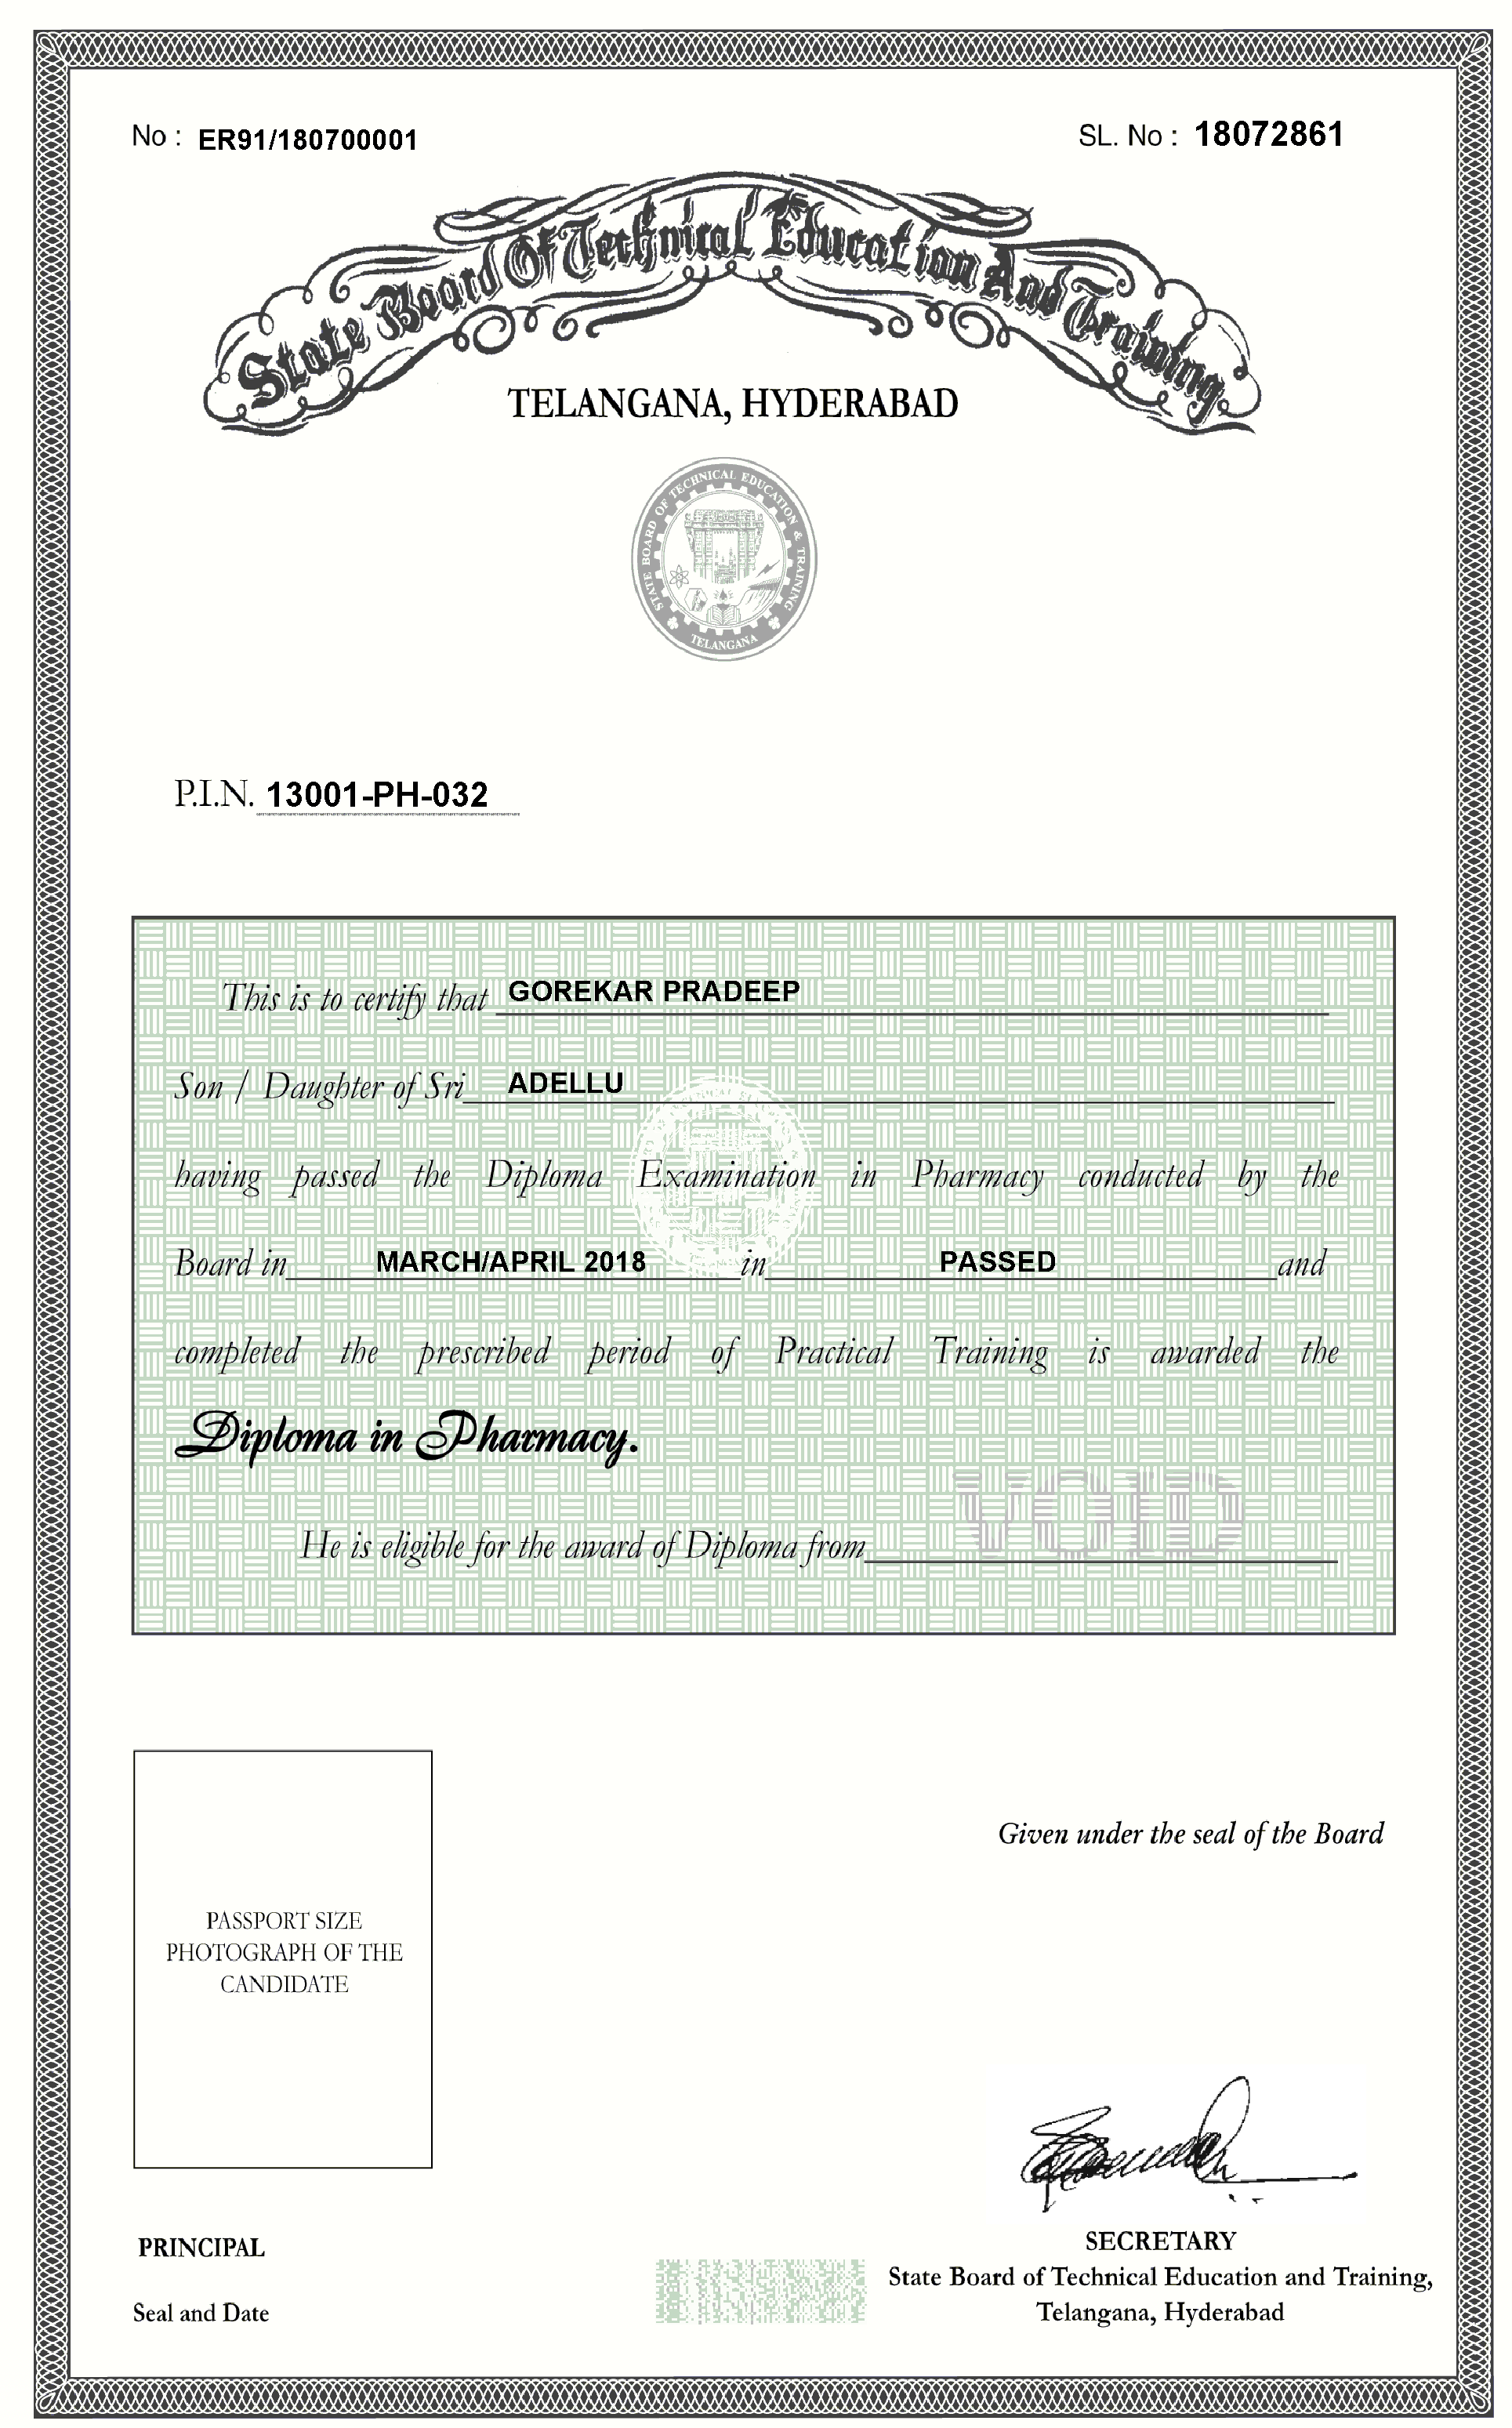 No : ER91/180700001
SL. No : 18072861
State Board Of Technical Education And Training,
TELANGANA, HYDERABAD
STATE BOARD OF TECHNICAL EDUCATION & TRAINING
TELANGANA
P.I.N. 13001-PH-032
This is to certify that GOREKAR PRADEEP
Son / Daughter of Sri ADELLU
having passed the Diploma Examination in Pharmacy conducted by the
Board in MARCH/APRIL 2018 in PASSED and
completed the prescribed period of Practical Training is awarded the
Diploma in Pharmacy.
VOID
He is eligible for the award of Diploma from
Given under the seal of the Board
PASSPORT SIZE
PHOTOGRAPH OF THE
CANDIDATE
PRINCIPAL
Seal and Date
SECRETARY
State Board of Technical Education and Training,
Telangana, Hyderabad